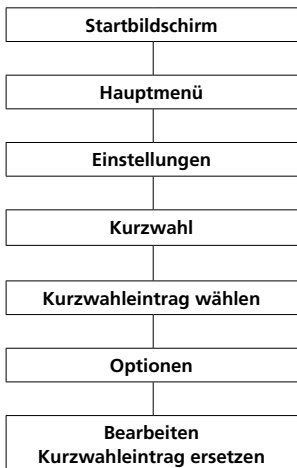 Startbildschirm
Hauptmenü
Einstellungen
Kurzwahl
Kurzwahleintrag wählen
Optionen
Bearbeiten
Kurzwahleintrag ersetzen